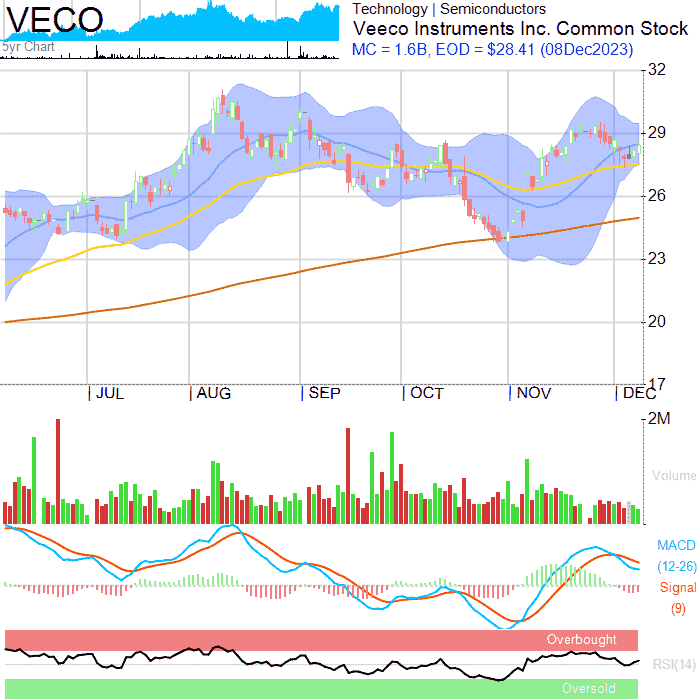 VECO
Technology | Semiconductors
Veeco Instruments Inc. Common Stock
MC = 1.6B, EOD = $28.41 (08Dec2023)
5yr Chart
32
29
26
23
20
17
JUL
AUG
SEP
OCT
NOV
DEC
2M
Volume
MACD
(12-26)
Signal
(9)
Overbought
RSI(14)
Oversold